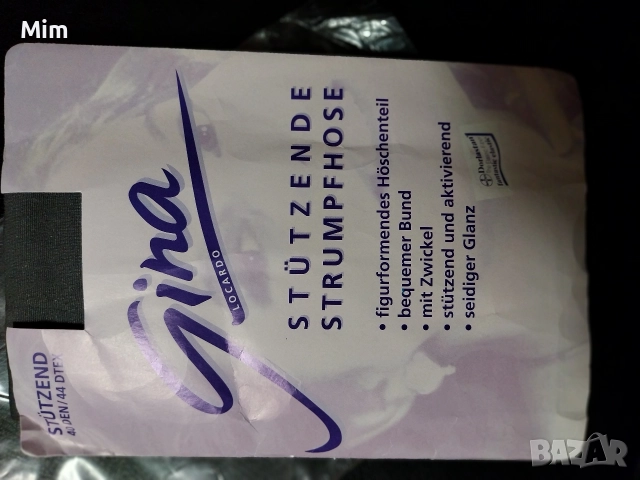 Mim
Gina
LOCARDO
STÜTZENDE
STRUMPFHOSE
• figurformendes Höschenteil
• bequemer Bund
• mit Zwickel
• stützend und aktivierend
• seidiger Glanz
STÜTZEND
40 DEN/44 DTEX
BAZAR